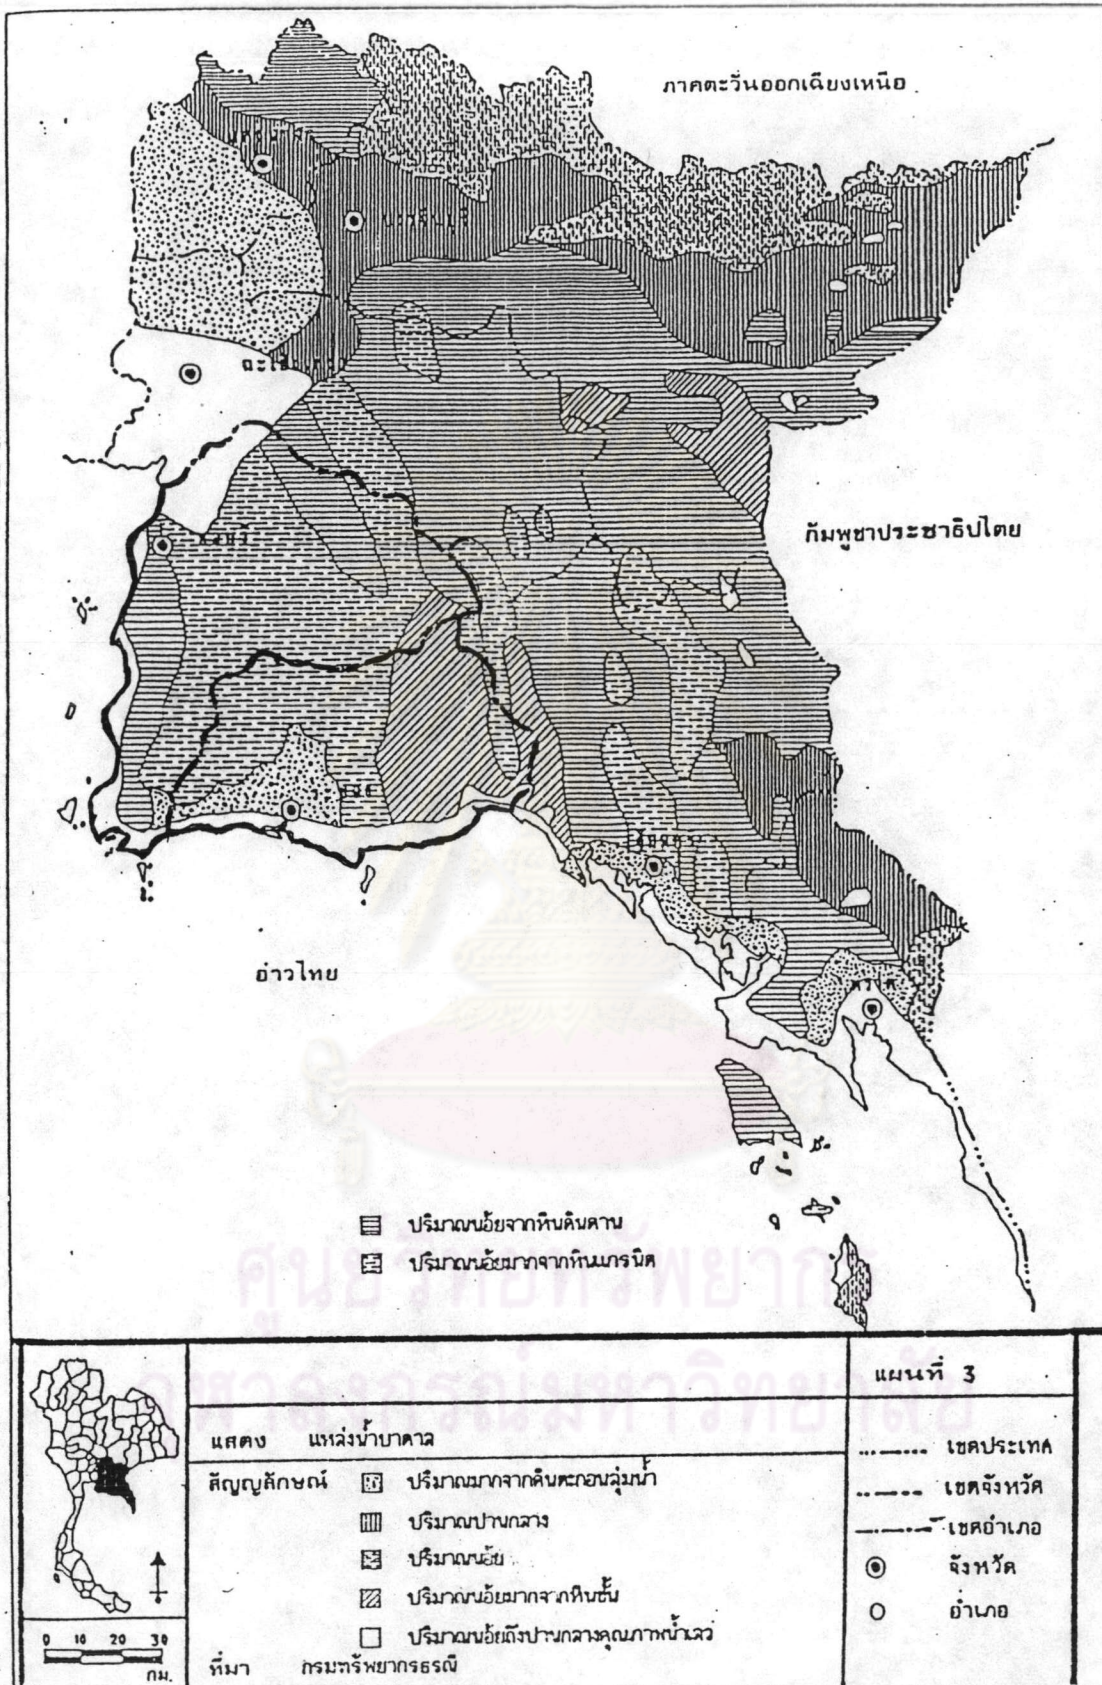 ภาคตะวันออกเฉียงเหนือ
กัมพูชาประชาธิปไตย
อ่าวไทย
ปริมาณน้อยจากหินดินดาน
ปริมาณน้อยมากจากหินแกรนิต
ศูนย์วิทยทรัพยากร
จุฬาลงกรณ์มหาวิทยาลัย
แผนที่ 3
แสดง แหล่งน้ำบาดาล
สัญญลักษณ์ ปริมาณมากจากดินตะกอนลุ่มน้ำ
ปริมาณปานกลาง
ปริมาณน้อย
ปริมาณน้อยมากจากหินชั้น
ปริมาณน้อยถึงปานกลางคุณภาพน้ำเลว
ที่มา กรมทรัพยากรธรณี
เขตประเทศ
เขตจังหวัด
เขตอำเภอ
จังหวัด
อำเภอ
0 10 20 30
กม.